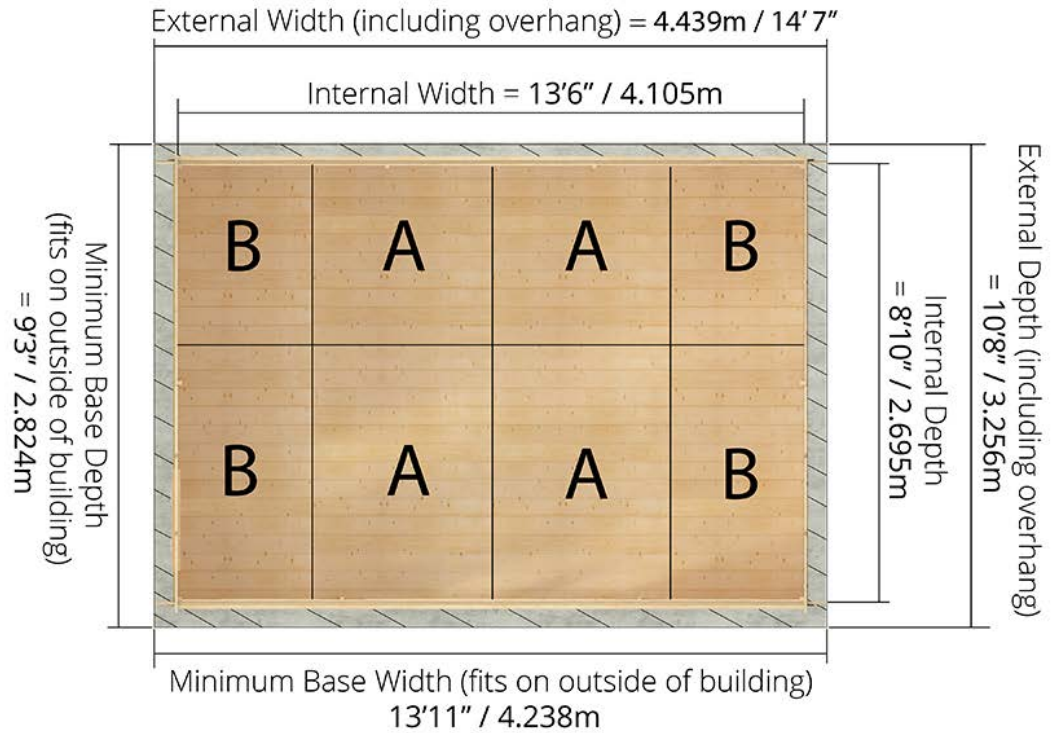 External Width (including overhang) = 4.439m / 14’ 7”
Internal Width = 13’6” / 4.105m
B A A B
B A A B
Minimum Base Depth
(fits on outside of building)
= 9’3” / 2.824m
Internal Depth
= 8’10” / 2.695m
External Depth (including overhang)
= 10’8” / 3.256m
Minimum Base Width (fits on outside of building)
13’11” / 4.238m